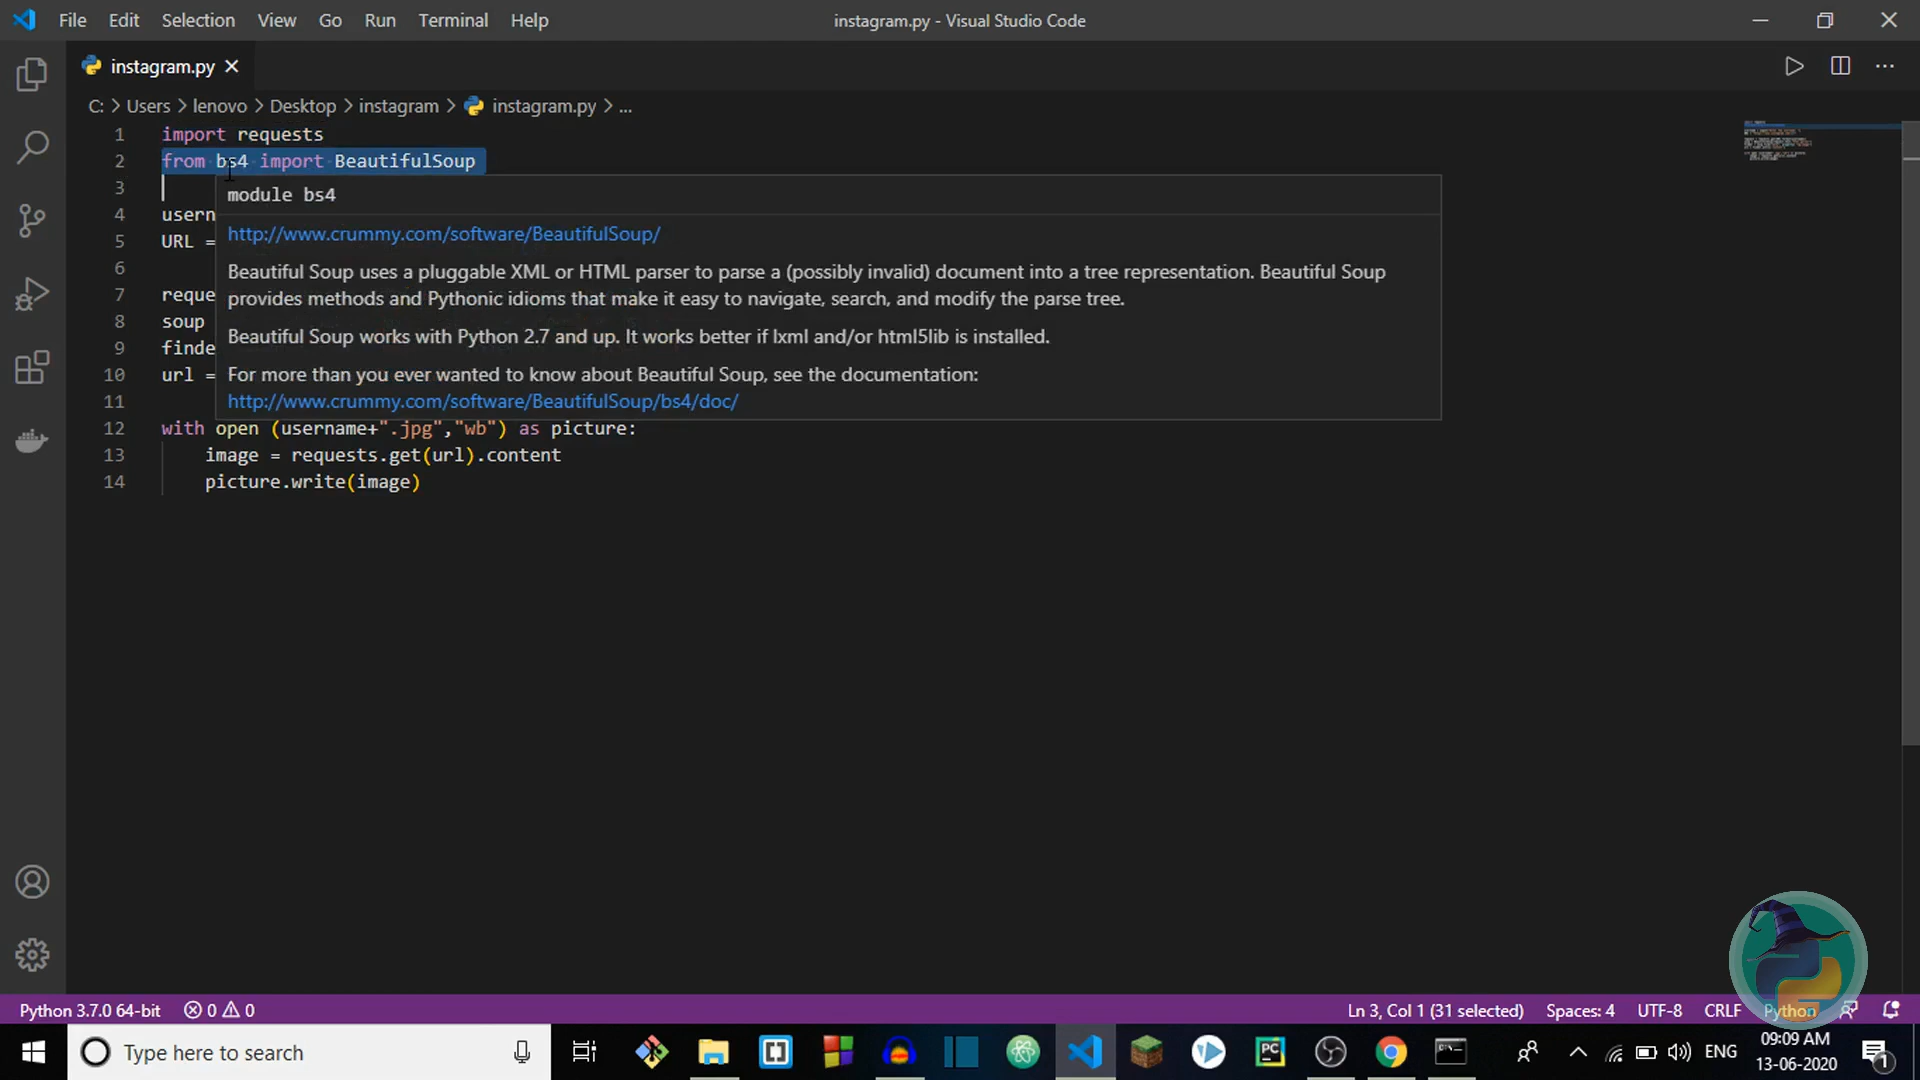 File Edit Selection View Go Run Terminal Help instagram.py - Visual Studio Code
instagram.py
C: > Users > lenovo > Desktop > instagram > instagram.py > ...
1 import requests
2 from bs4 import BeautifulSoup
3
module bs4
4 usern
http://www.crummy.com/software/BeautifulSoup/
5 URL =
6
Beautiful Soup uses a pluggable XML or HTML parser to parse a (possibly invalid) document into a tree representation. Beautiful Soup
7 reque
provides methods and Pythonic idioms that make it easy to navigate, search, and modify the parse tree.
8 soup
Beautiful Soup works with Python 2.7 and up. It works better if lxml and/or html5lib is installed.
9 finde
10 url =
For more than you ever wanted to know about Beautiful Soup, see the documentation:
11
http://www.crummy.com/software/BeautifulSoup/bs4/doc/
12 with open (username+".jpg","wb") as picture:
13 image = requests.get(url).content
14 picture.write(image)
Python 3.7.0 64-bit 0 0 Ln 3, Col 1 (31 selected) Spaces: 4 UTF-8 CRLF Python
Type here to search
PC
ENG
09:09 AM
13-06-2020
1